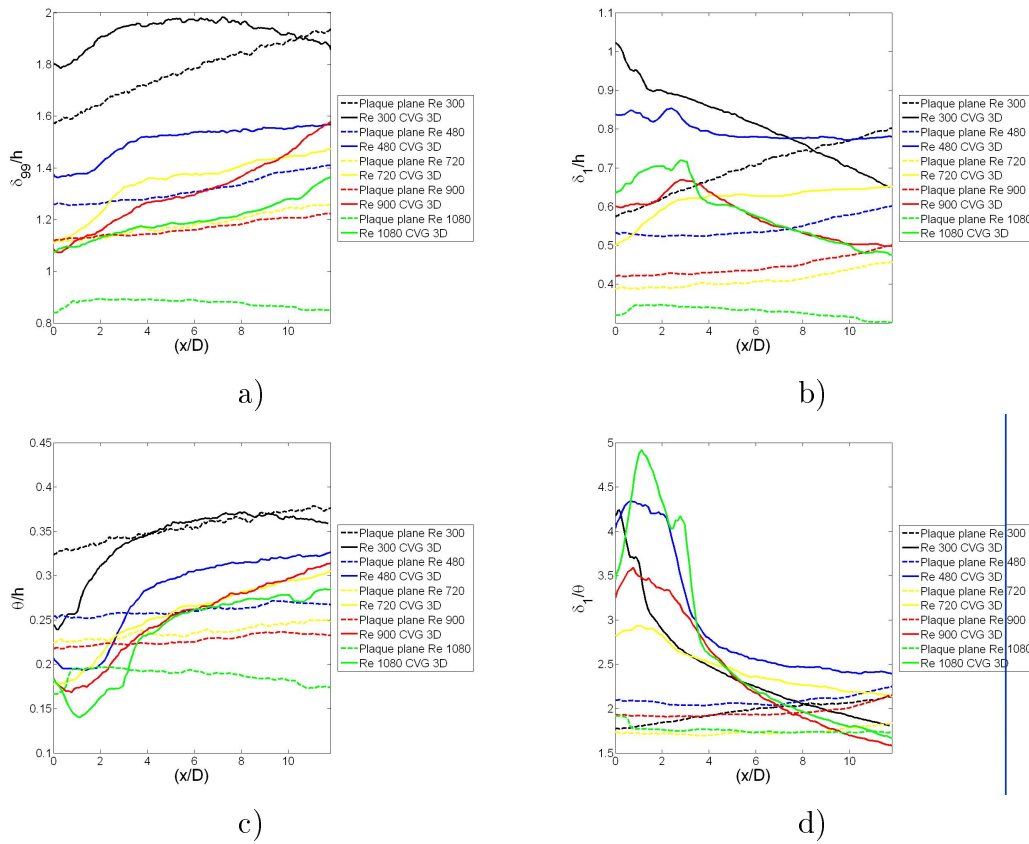 2
1.8
1.6
1.4
1.2
1
0.8
δ99/h
0 2 4 6 8 10
(x/D)
Plaque plane Re 300
Re 300 CVG 3D
Plaque plane Re 480
Re 480 CVG 3D
Plaque plane Re 720
Re 720 CVG 3D
Plaque plane Re 900
Re 900 CVG 3D
Plaque plane Re 1080
Re 1080 CVG 3D
a)
1.1
1
0.9
0.8
0.7
0.6
0.5
0.4
δ1/h
0 2 4 6 8 10
(x/D)
Plaque plane Re 300
Re 300 CVG 3D
Plaque plane Re 480
Re 480 CVG 3D
Plaque plane Re 720
Re 720 CVG 3D
Plaque plane Re 900
Re 900 CVG 3D
Plaque plane Re 1080
Re 1080 CVG 3D
b)
0.45
0.4
0.35
0.3
0.25
0.2
0.15
0.1
θ/h
0 2 4 6 8 10
(x/D)
Plaque plane Re 300
Re 300 CVG 3D
Plaque plane Re 480
Re 480 CVG 3D
Plaque plane Re 720
Re 720 CVG 3D
Plaque plane Re 900
Re 900 CVG 3D
Plaque plane Re 1080
Re 1080 CVG 3D
c)
5
4.5
4
3.5
3
2.5
2
1.5
δ1/θ
0 2 4 6 8 10
(x/D)
Plaque plane Re 300
Re 300 CVG 3D
Plaque plane Re 480
Re 480 CVG 3D
Plaque plane Re 720
Re 720 CVG 3D
Plaque plane Re 900
Re 900 CVG 3D
Plaque plane Re 1080
Re 1080 CVG 3D
d)